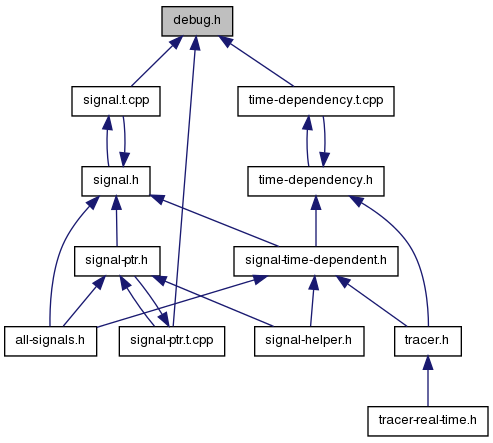 debug.h
signal.t.cpp
time-dependency.t.cpp
signal.h
time-dependency.h
signal-ptr.h
signal-time-dependent.h
all-signals.h
signal-ptr.t.cpp
signal-helper.h
tracer.h
tracer-real-time.h